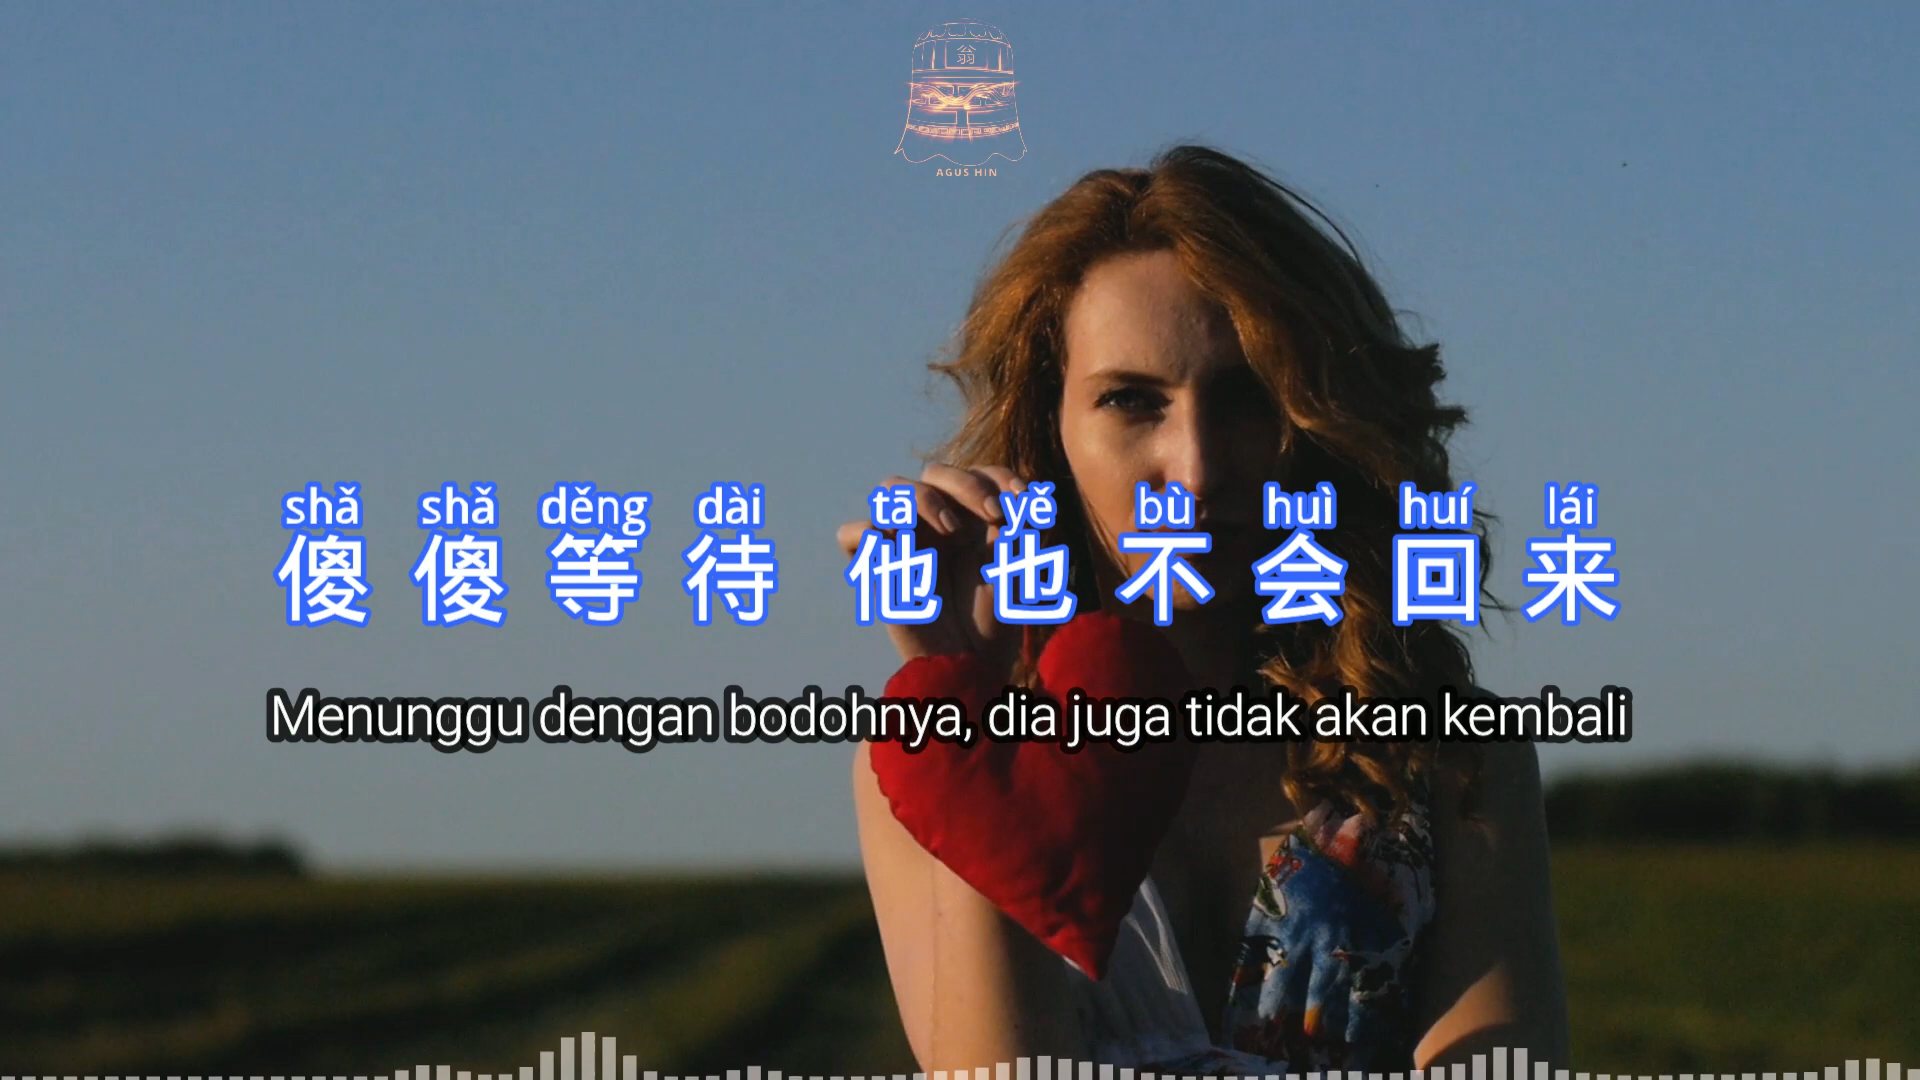 翁
AGUS HIN
shǎ shǎ děng dài tā yě bù huì huí lái
傻傻等待 他也不会回来
Menunggu dengan bodohnya, dia juga tidak akan kembali